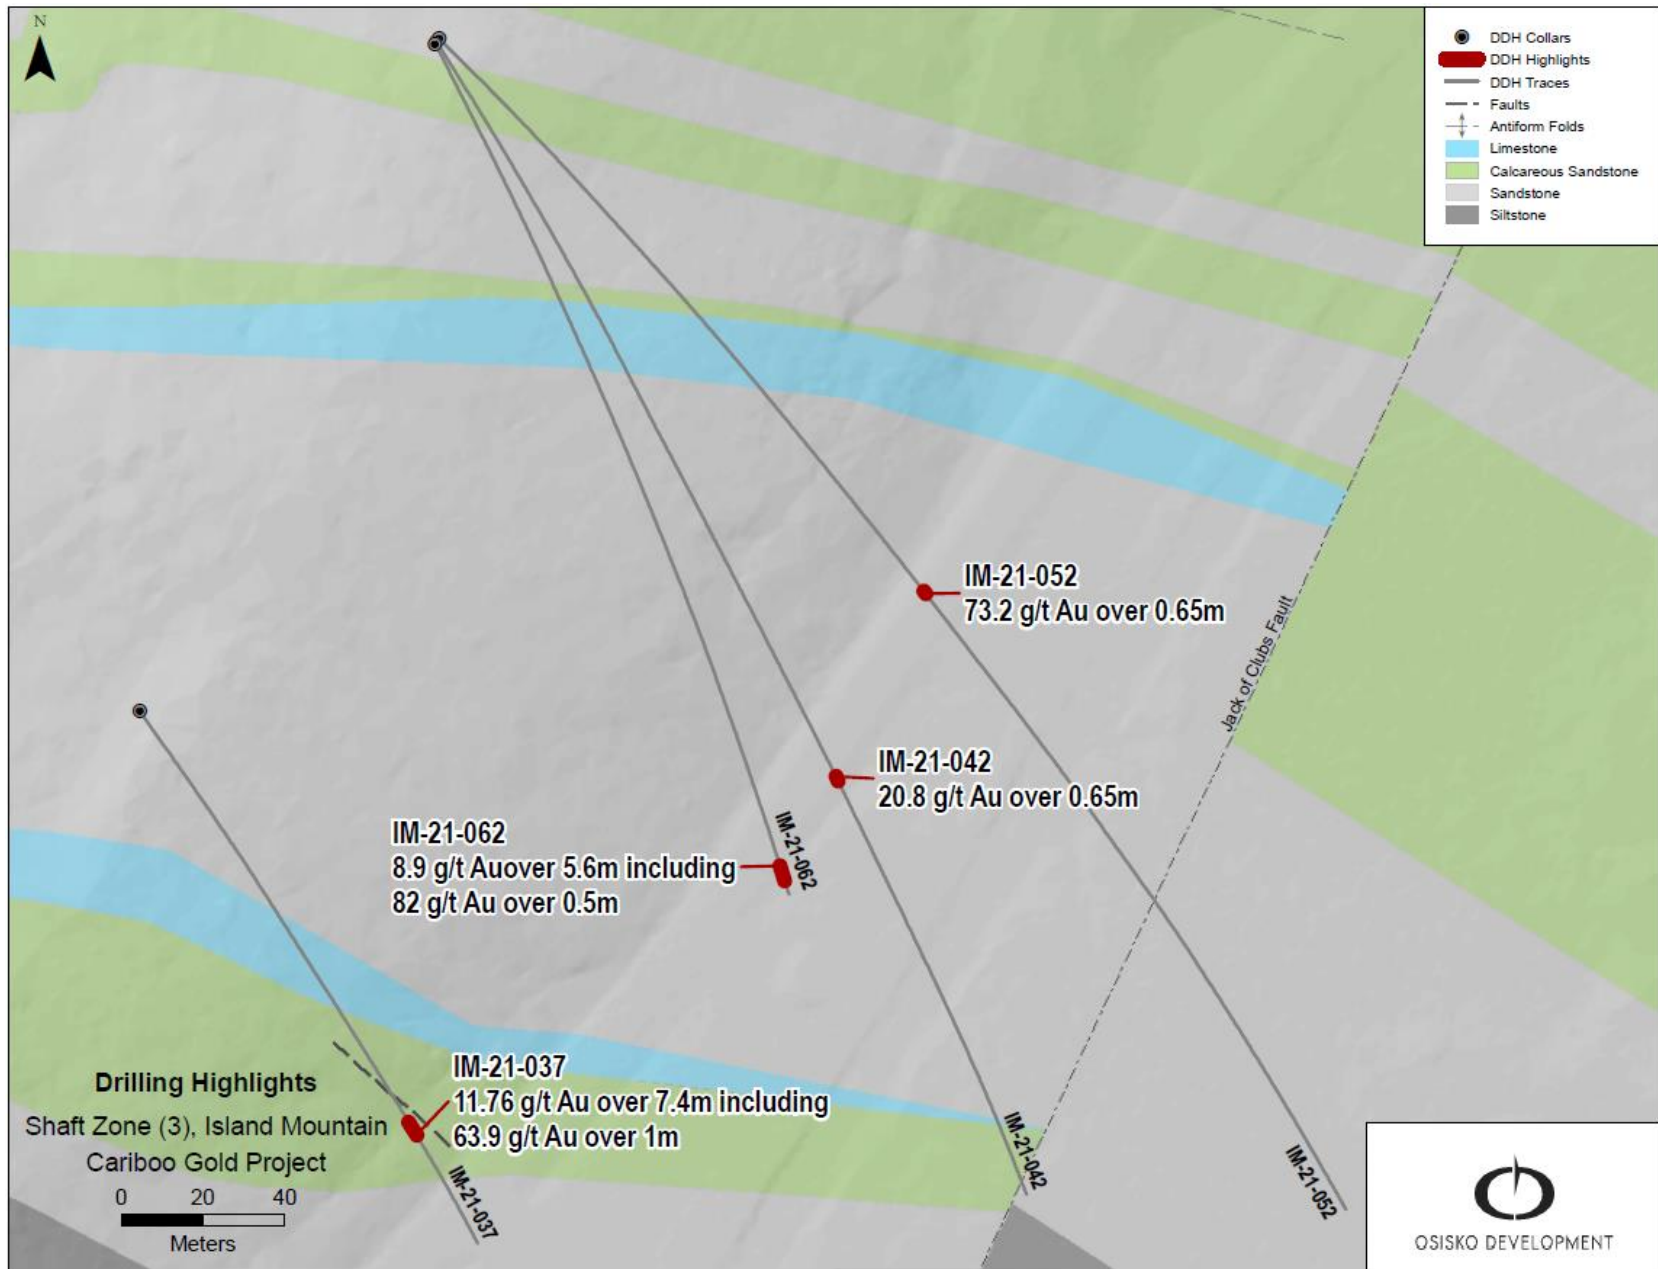 N
DDH Collars
DDH Highlights
DDH Traces
Faults
Antiform Folds
Limestone
Calcareous Sandstone
Sandstone
Siltstone
IM-21-052
73.2 g/t Au over 0.65m
Jack of Clubs Fault
IM-21-042
20.8 g/t Au over 0.65m
IM-21-062
8.9 g/t Auover 5.6m including
82 g/t Au over 0.5m
IM-21-062
IM-21-037
11.76 g/t Au over 7.4m including
63.9 g/t Au over 1m
Drilling Highlights
Shaft Zone (3), Island Mountain
Cariboo Gold Project
0 20 40
Meters
IM-21-037
IM-21-042
IM-21-052
OSISKO DEVELOPMENT